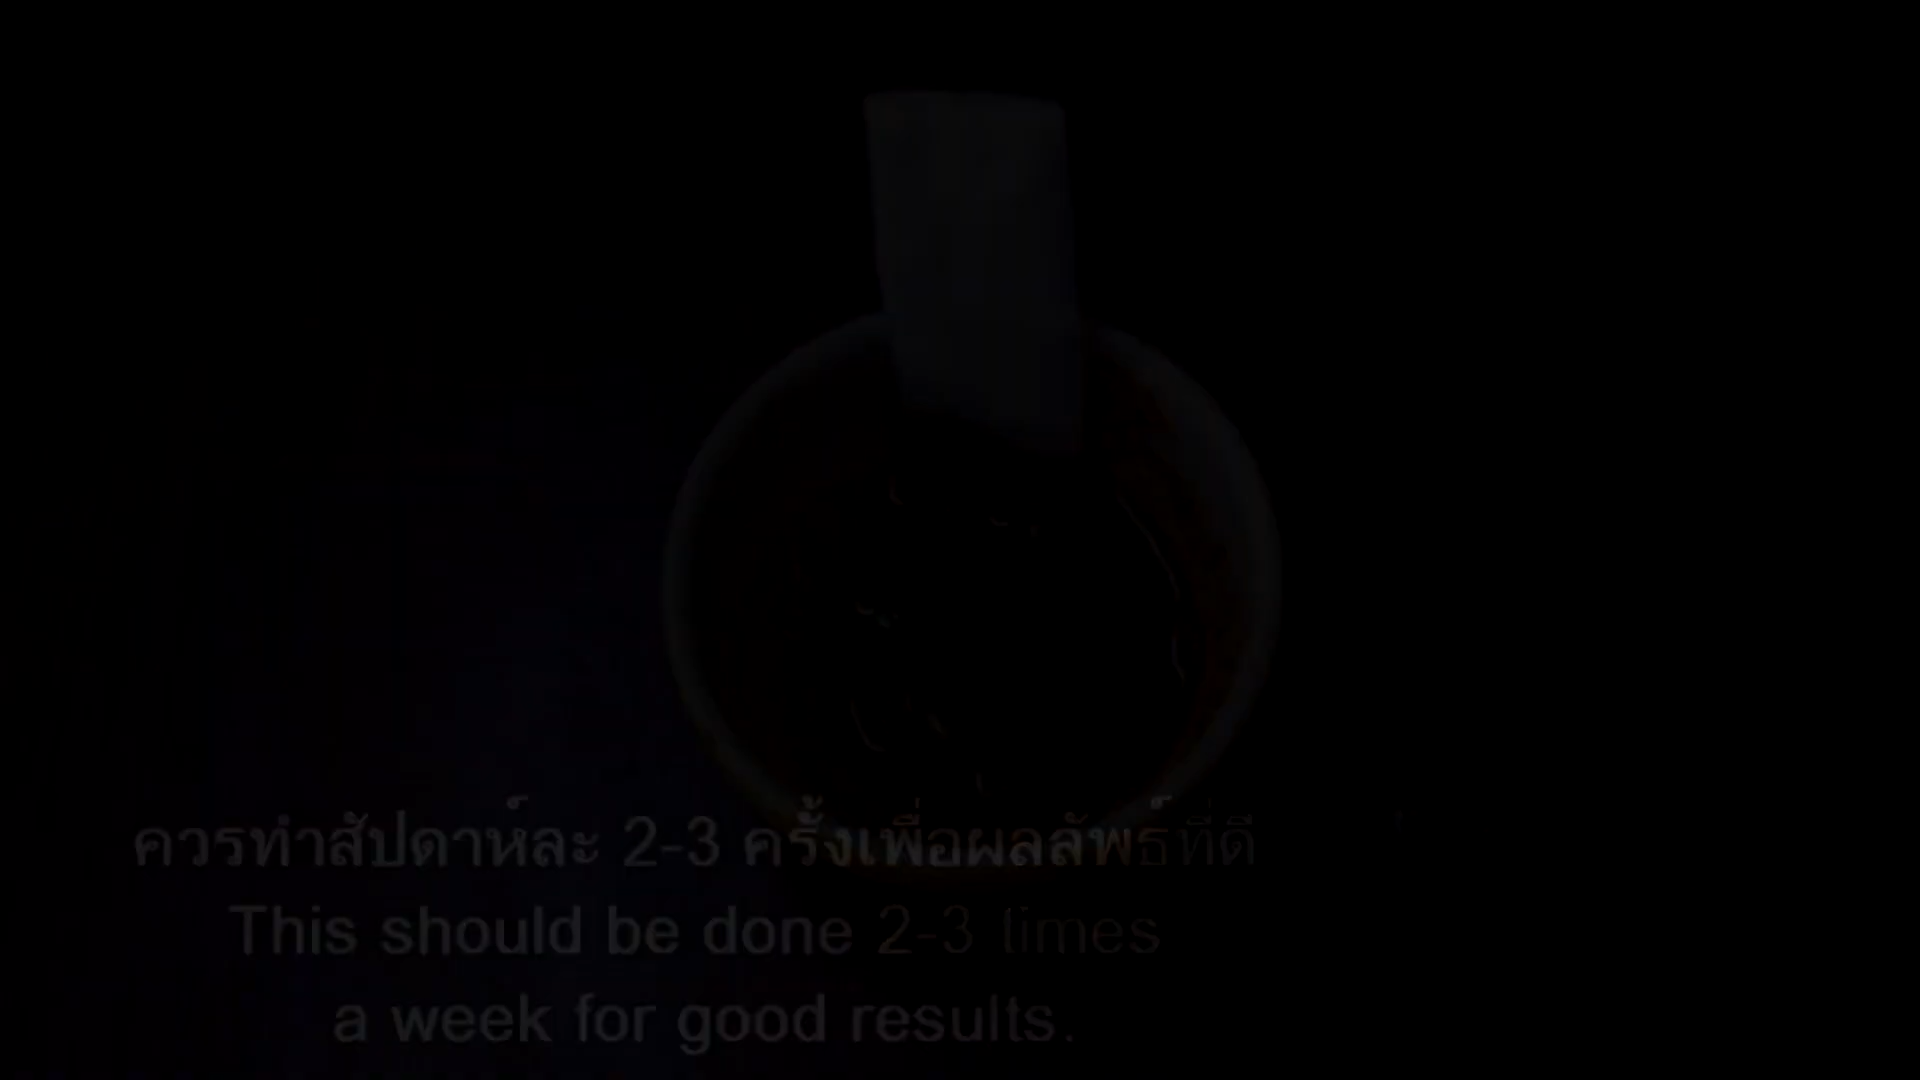 ควรทำสัปดาห์ละ 2-3 ครั้งเพื่อผลลัพธ์ที่ดี
This should be done 2-3 times
a week for good results.